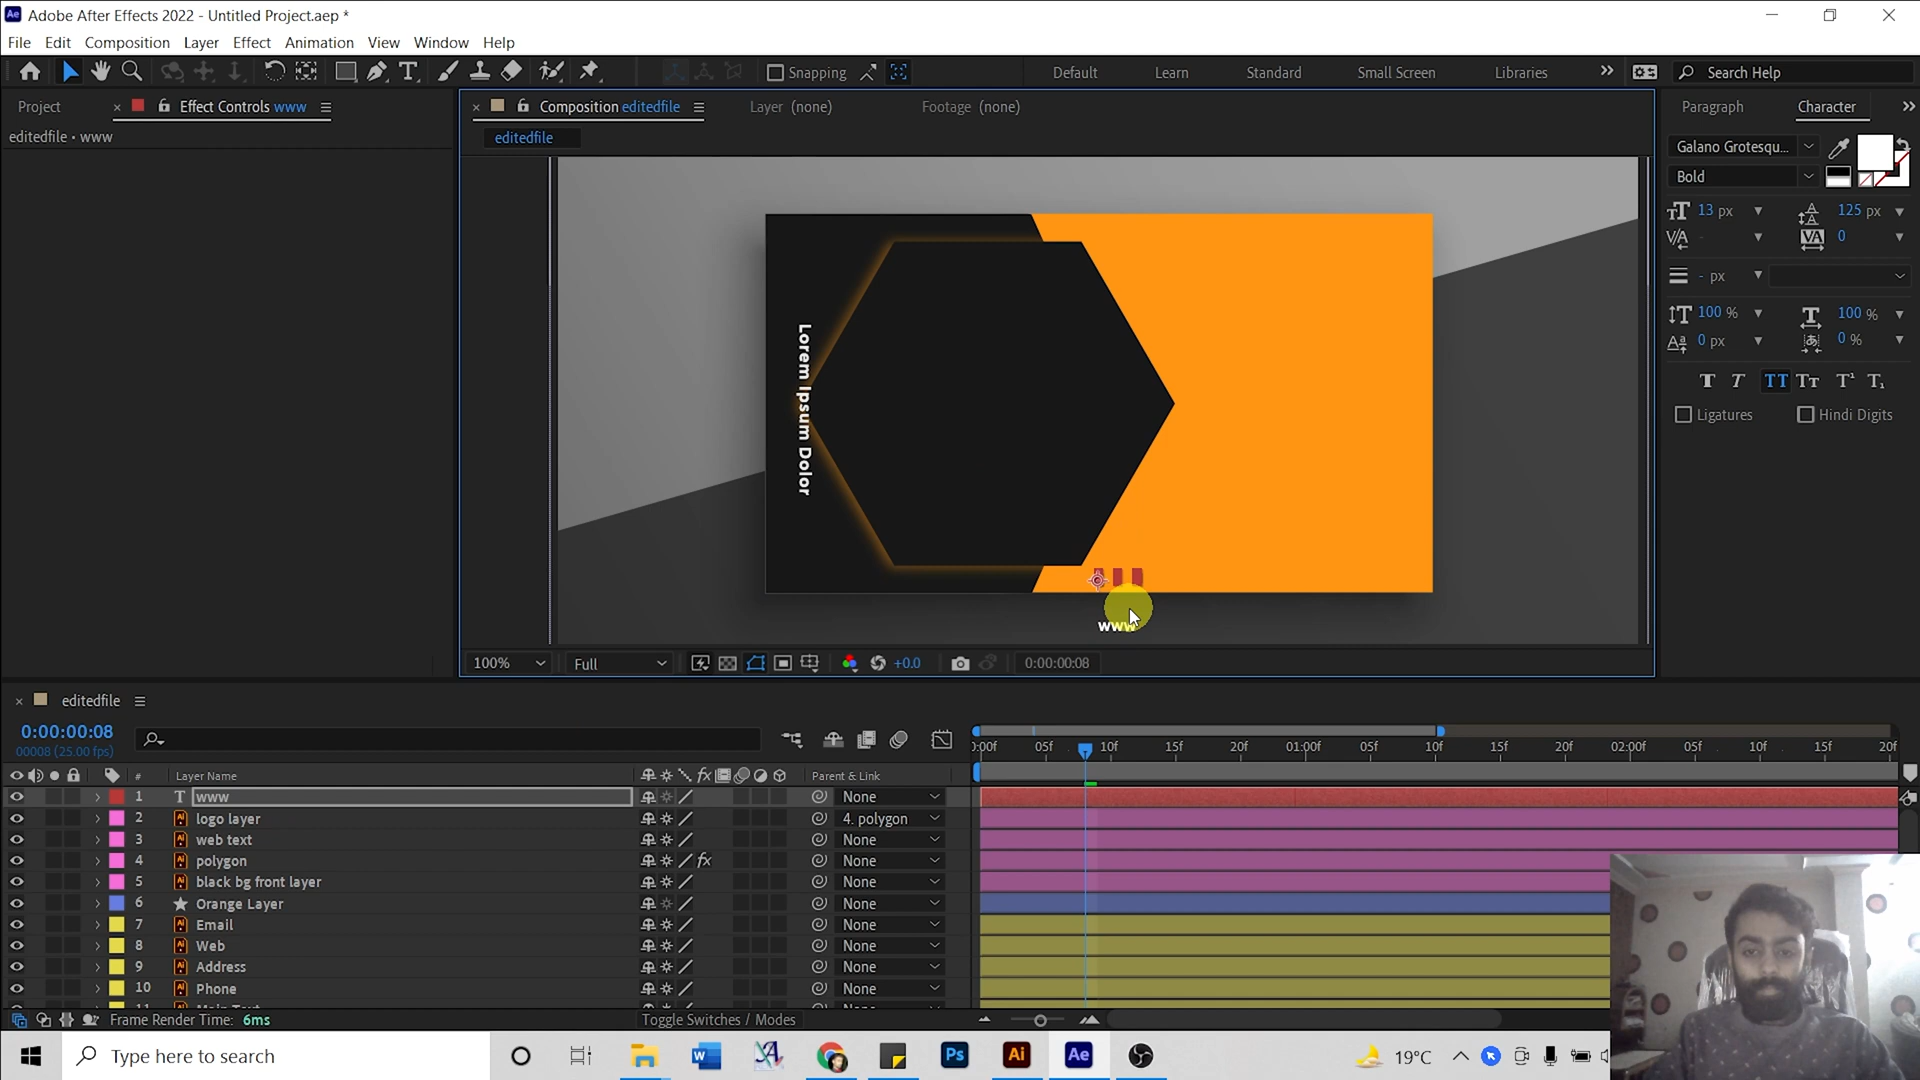 Adobe After Effects 2022 - Untitled Project.aep *
File Edit Composition Layer Effect Animation View Window Help
Snapping Default Learn Standard Small Screen Libraries Search Help
Project Effect Controls www Composition editedfile Layer (none) Footage (none) Paragraph Character
editedfile • www
editedfile
Galano Grotesqu...
Bold
13 px 125 px
0
- px
100 % 100 %
0 px 0 %
Ligatures Hindi Digits
Lorem Ipsum Dolor
www
100% Full +0.0 0:00:00:08
editedfile
0:00:00:08
00008 (25.00 fps)
):00f 05f 10f 15f 20f 01:00f 05f 10f 15f 20f 02:00f 05f 10f 15f 20f
# Layer Name Parent & Link
1 www None
2 logo layer 4. polygon
3 web text None
4 polygon None
5 black bg front layer None
6 Orange Layer None
7 Email None
8 Web None
9 Address None
10 Phone None
11 Main Text
Frame Render Time: 6ms Toggle Switches / Modes
Type here to search
19°C